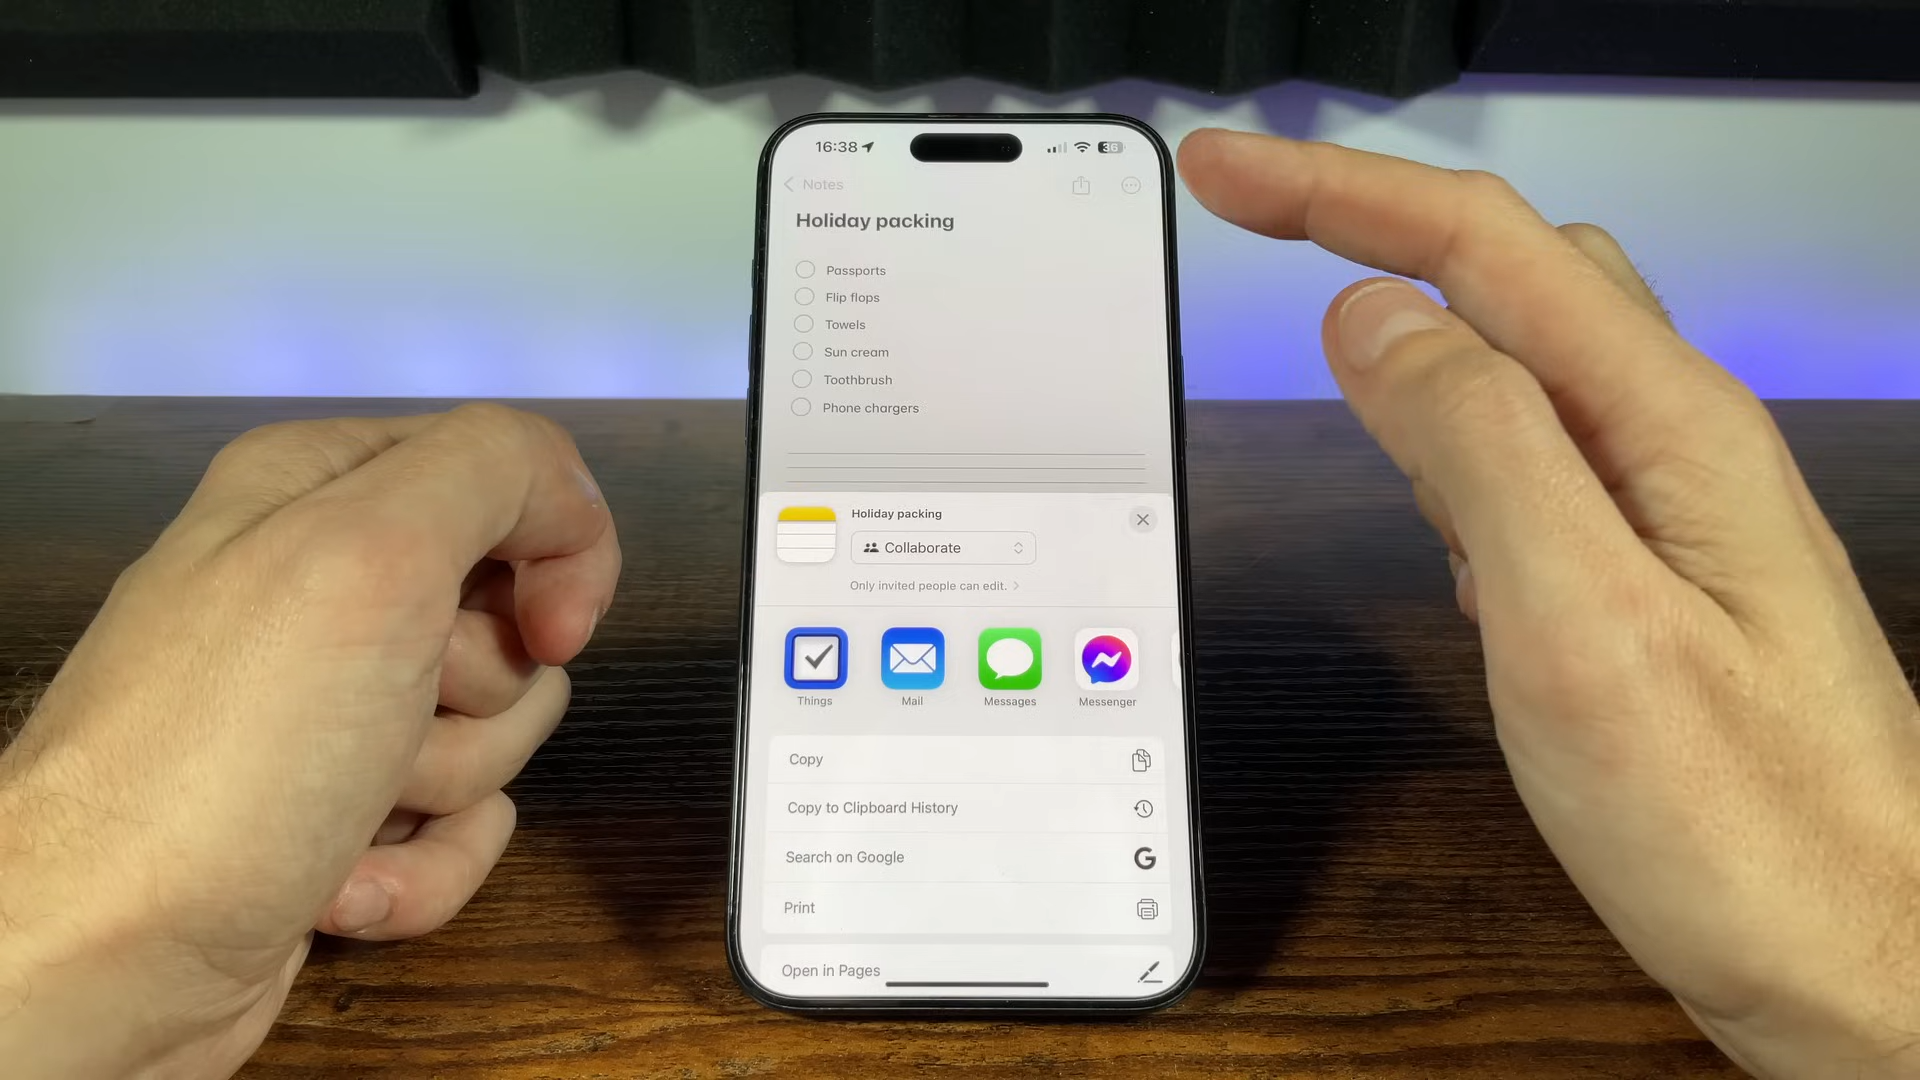 16:38
36
Notes
Holiday packing
Passports
Flip flops
Towels
Sun cream
Toothbrush
Phone chargers
Holiday packing
Collaborate
Only invited people can edit.
Things
Mail
Messages
Messenger
Copy
Copy to Clipboard History
Search on Google
G
Print
Open in Pages